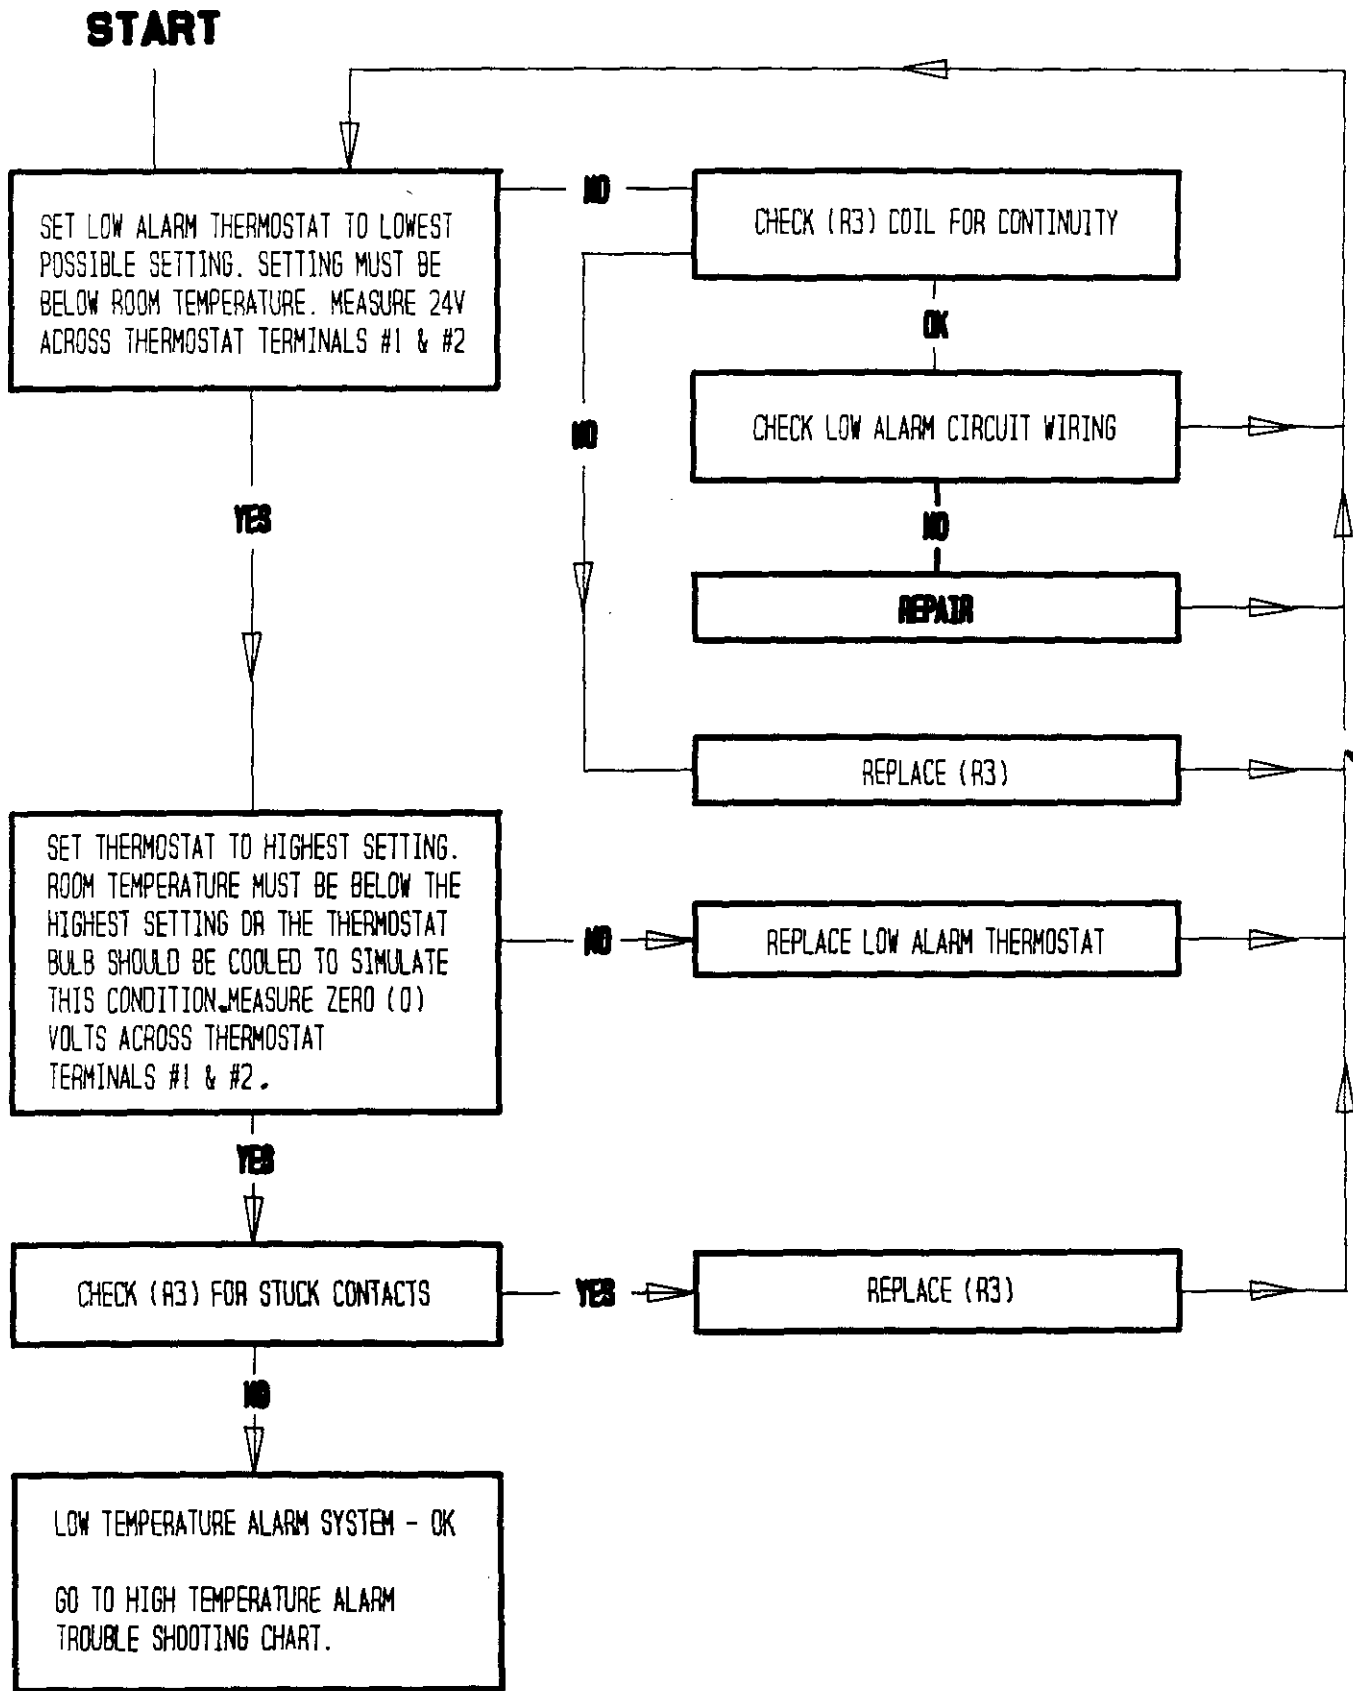 START
SET LOW ALARM THERMOSTAT TO LOWEST
POSSIBLE SETTING. SETTING MUST BE
BELOW ROOM TEMPERATURE. MEASURE 24V
ACROSS THERMOSTAT TERMINALS #1 & #2
NO
CHECK (R3) COIL FOR CONTINUITY
OK
NO
CHECK LOW ALARM CIRCUIT WIRING
YES
NO
REPAIR
REPLACE (R3)
SET THERMOSTAT TO HIGHEST SETTING.
ROOM TEMPERATURE MUST BE BELOW THE
HIGHEST SETTING OR THE THERMOSTAT
BULB SHOULD BE COOLED TO SIMULATE
THIS CONDITION.MEASURE ZERO (0)
VOLTS ACROSS THERMOSTAT
TERMINALS #1 & #2.
NO
REPLACE LOW ALARM THERMOSTAT
YES
CHECK (R3) FOR STUCK CONTACTS
YES
REPLACE (R3)
NO
LOW TEMPERATURE ALARM SYSTEM - OK
GO TO HIGH TEMPERATURE ALARM
TROUBLE SHOOTING CHART.